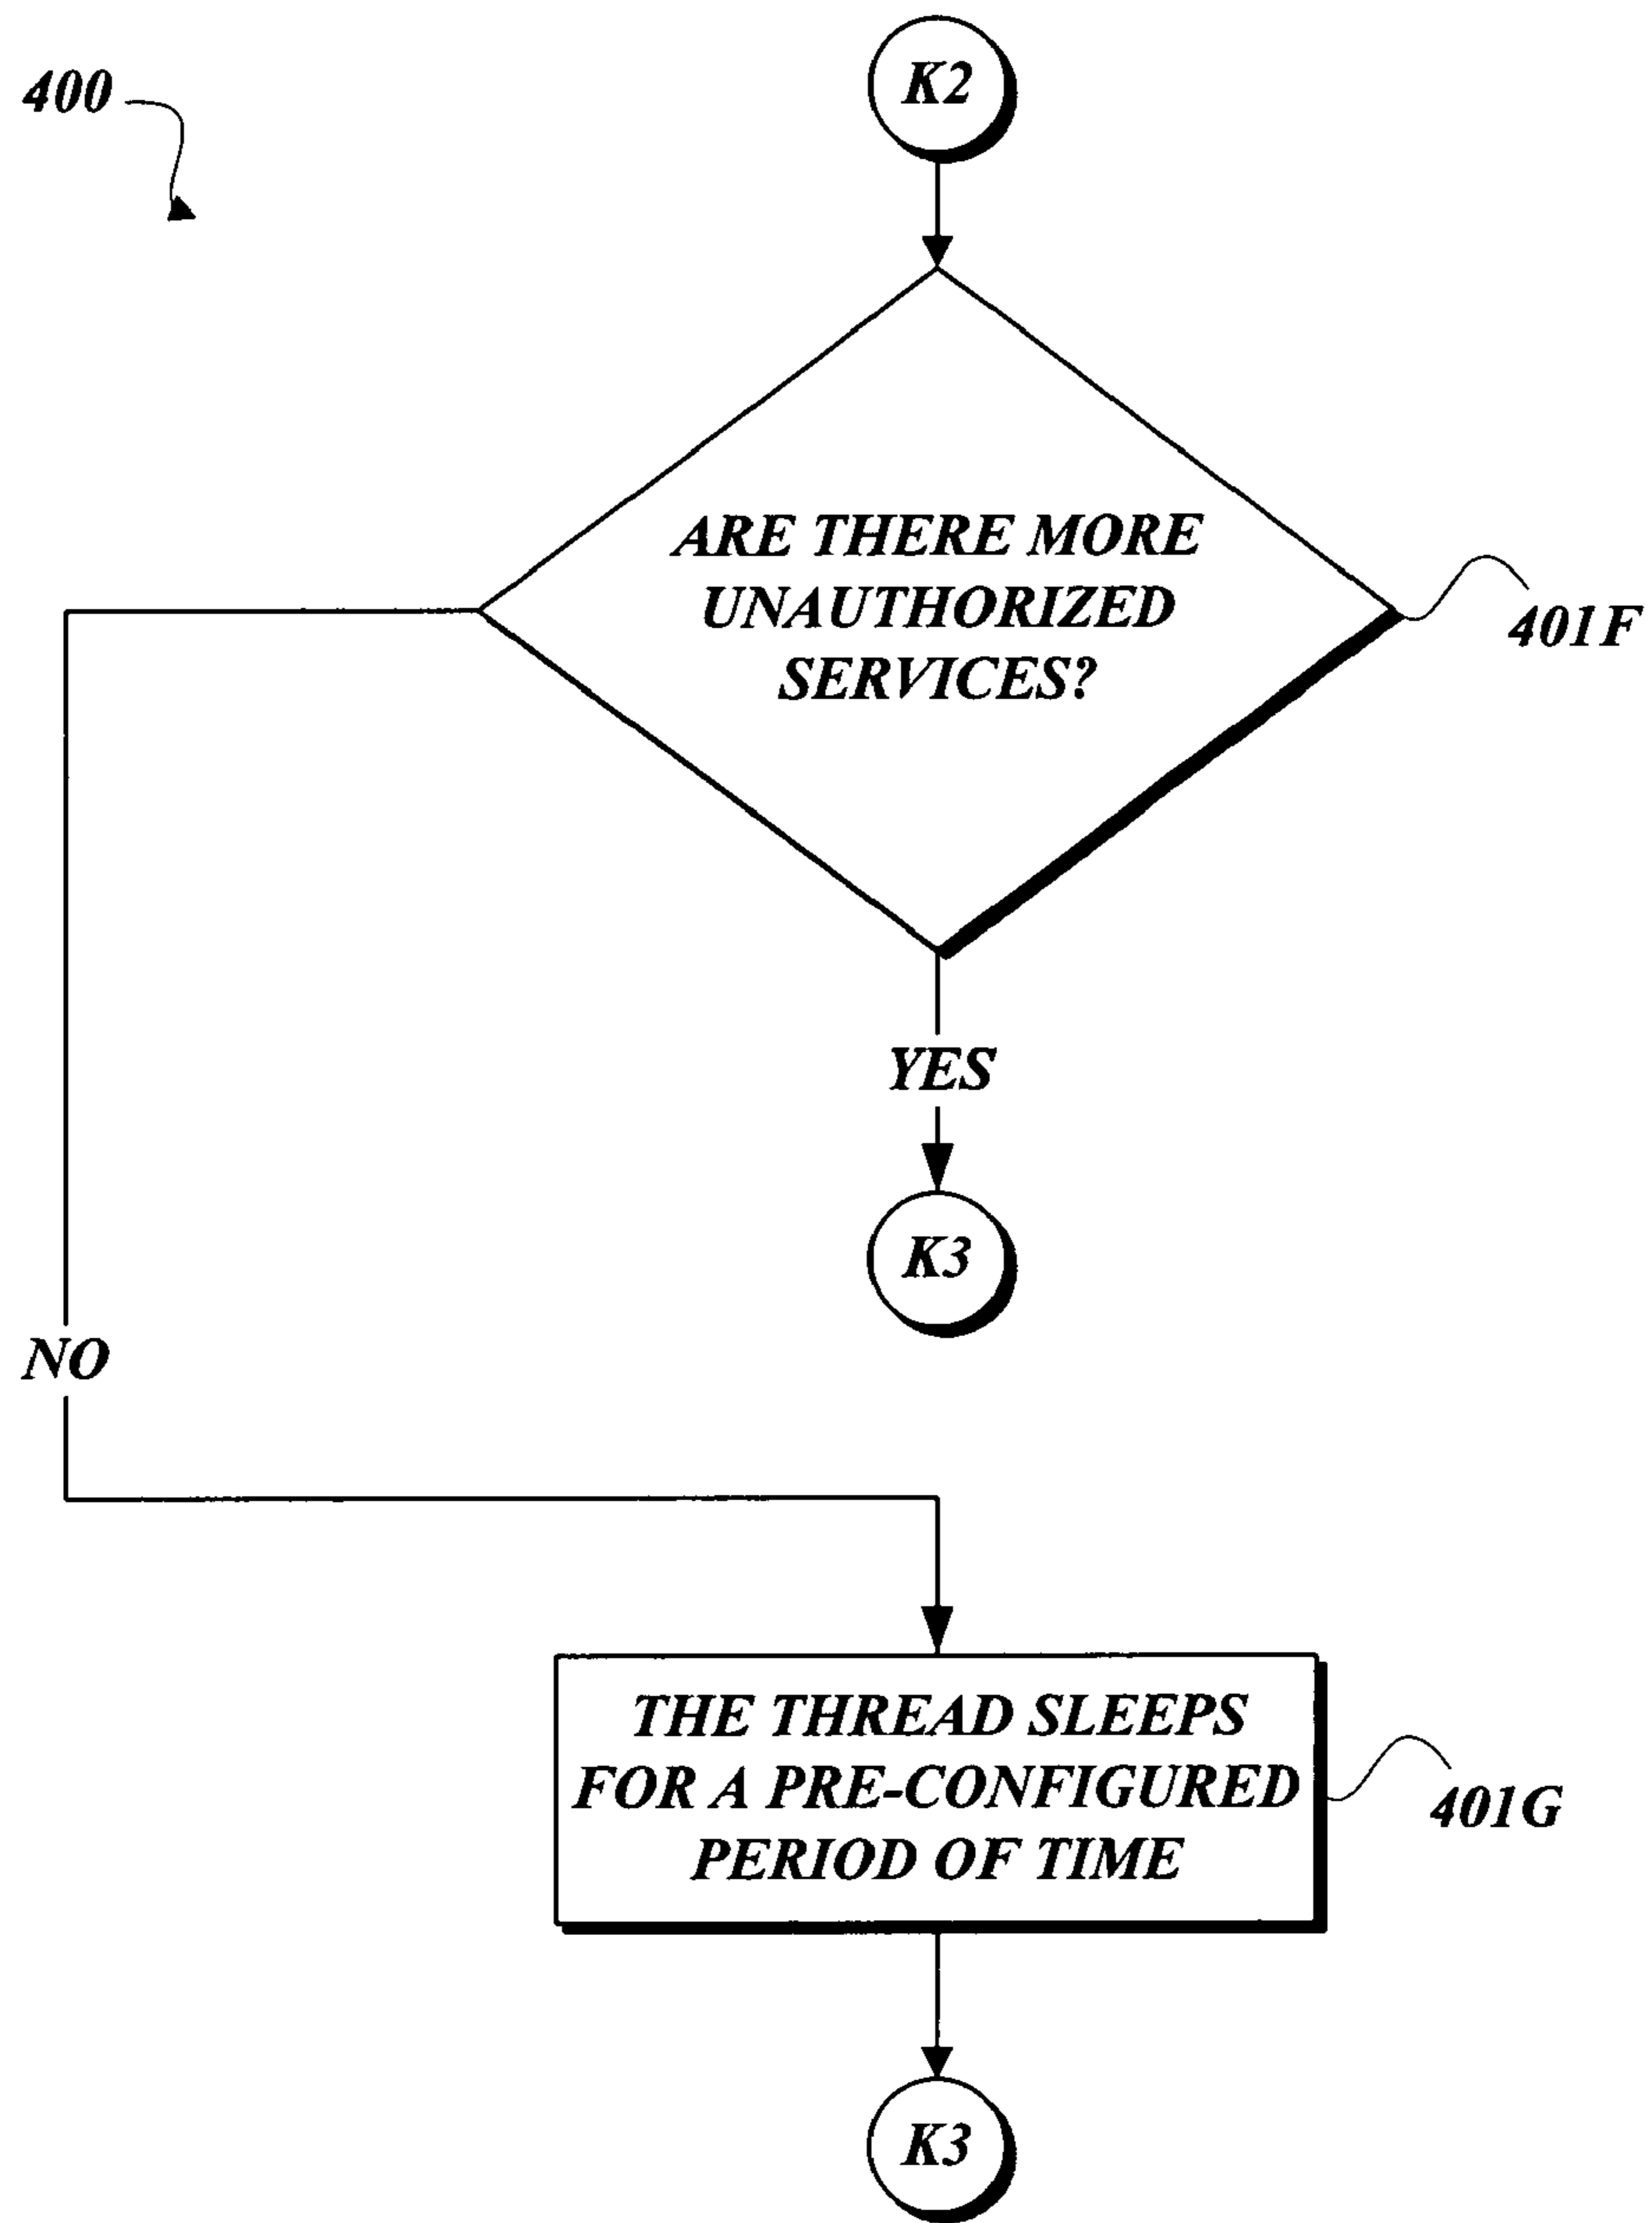 400
K2
ARE THERE MORE
UNAUTHORIZED
SERVICES?
401F
YES
K3
NO
THE THREAD SLEEPS
FOR A PRE-CONFIGURED
PERIOD OF TIME
401G
K3